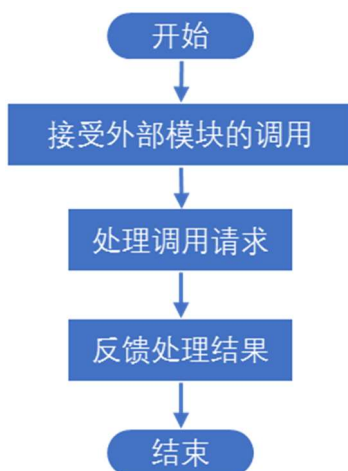 开始
接受外部模块的调用
处理调用请求
反馈处理结果
结束